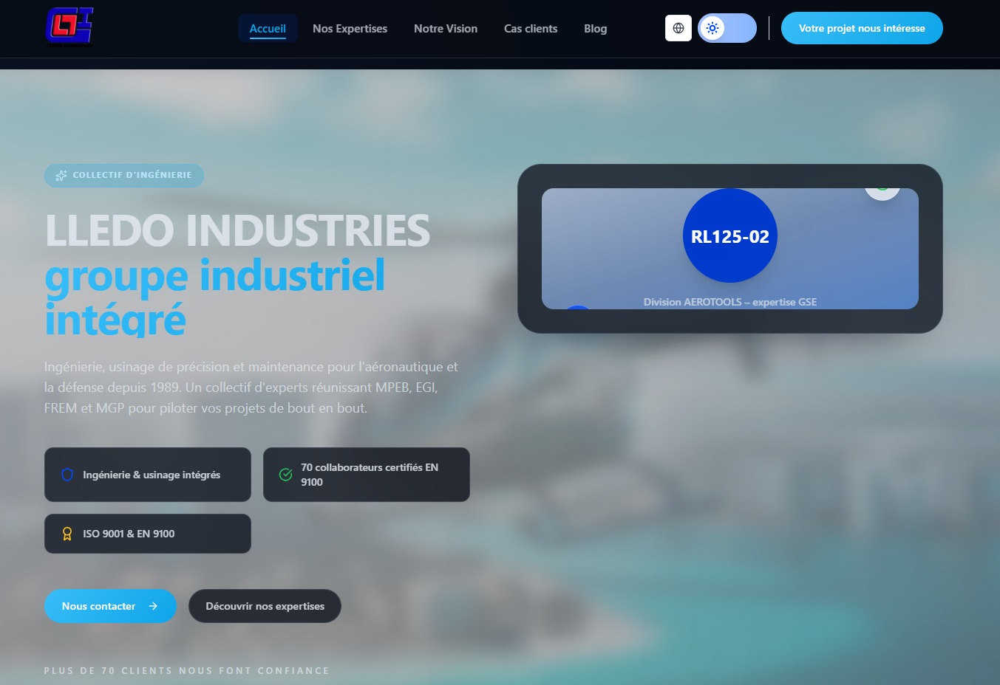 Accueil
Nos Expertises
Notre Vision
Cas clients
Blog
Votre projet nous intéresse
COLLECTIF D'INGÉNIERIE
LLEDO INDUSTRIES
groupe industriel
intégré
Ingénierie, usinage de précision et maintenance pour l'aéronautique et
la défense depuis 1989. Un collectif d'experts réunissant MPEB, EGI,
FREM et MGP pour piloter vos projets de bout en bout.
Ingénierie & usinage intégrés
70 collaborateurs certifiés EN
9100
ISO 9001 & EN 9100
Nous contacter
Découvrir nos expertises
PLUS DE 70 CLIENTS NOUS FONT CONFIANCE
RL125-02
Division AEROTOOLS – expertise GSE